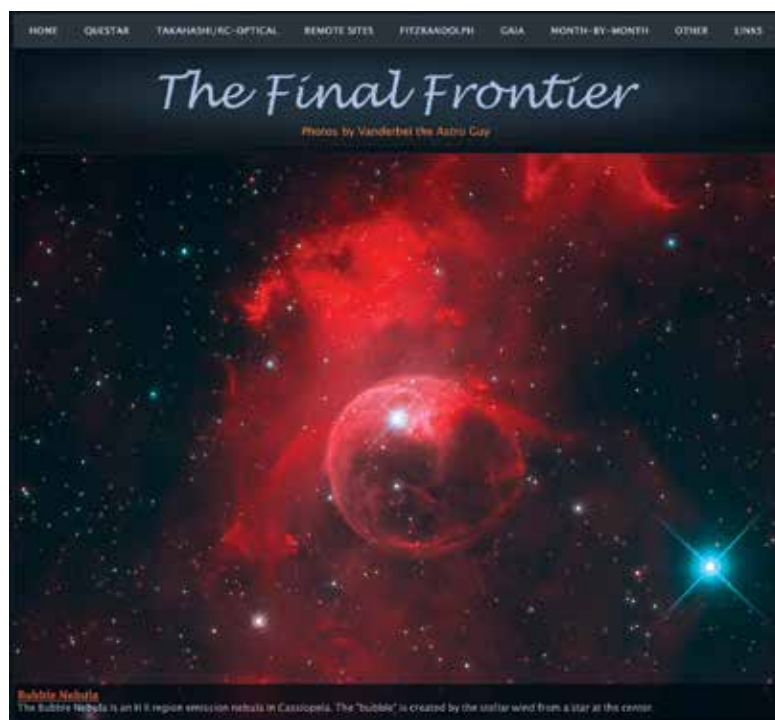 HOME QUESTAR TAKAHASHI/RC-OPTICAL REMOTE SITES FITZRANDOLPH GAIA MONTH-BY-MONTH OTHER LINKS
The Final Frontier
Photos by Vanderbei the Astro Guy
Bubble Nebula
The Bubble Nebula is an H II region emission nebula in Cassiopeia. The "bubble" is created by the stellar wind from a star at the center.